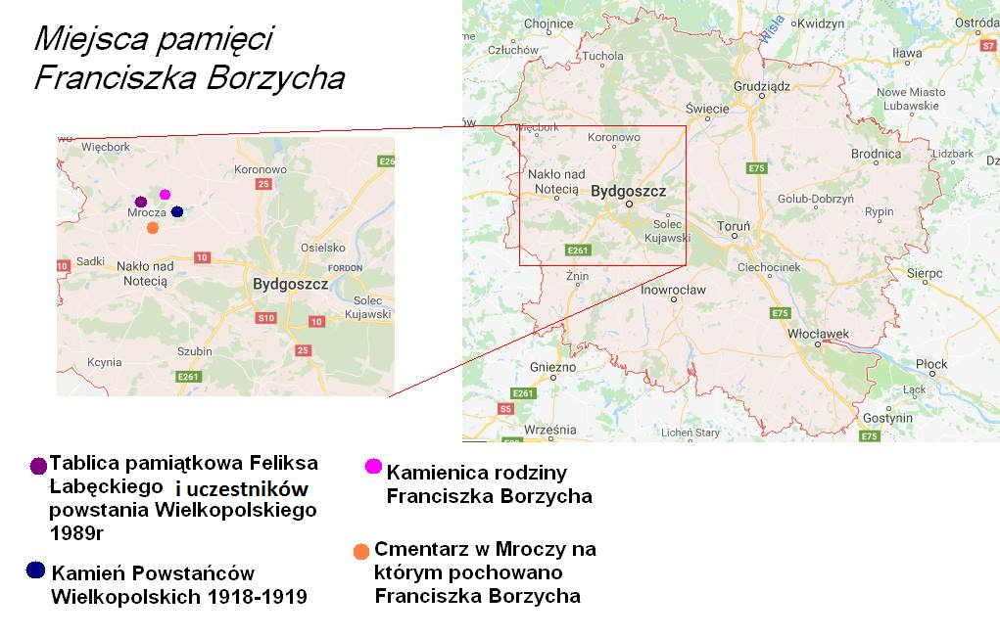 Miejsca pamięci
Franciszka Borzycha
Więcbork
Koronowo
E26
25
Mrocza
10
Sadki
10
Osielsko
Nakło nad
Notecią
FORDON
Bydgoszcz
Solec
Kujawski
S10
10
25
Szubin
Kcynia
E261
Chojnice
Wisła
Kwidzyn
Ostróda
S7
Człuchów
Tuchola
Iława
Grudziądz
Nowe Miasto
Lubawskie
Świecie
Więcbork
Koronowo
Brodnica
Lidzbark
E75
Nakło nad
Notecią
Bydgoszcz
Golub-Dobrzyń
Rypin
Solec
Kujawski
Toruń
E261
Ciechocinek
Sierpc
Żnin
Inowrocław
E75
Włocławek
Gniezno
Płock
E261
Łąck
S5
Gostynin
Września
Licheń Stary
E75
Tablica pamiątkowa Feliksa
Łabęckiego i uczestników
powstania Wielkopolskiego
1989r
Kamień Powstańców
Wielkopolskich 1918-1919
Kamienica rodziny
Franciszka Borzycha
Cmentarz w Mroczy na
którym pochowano
Franciszka Borzycha